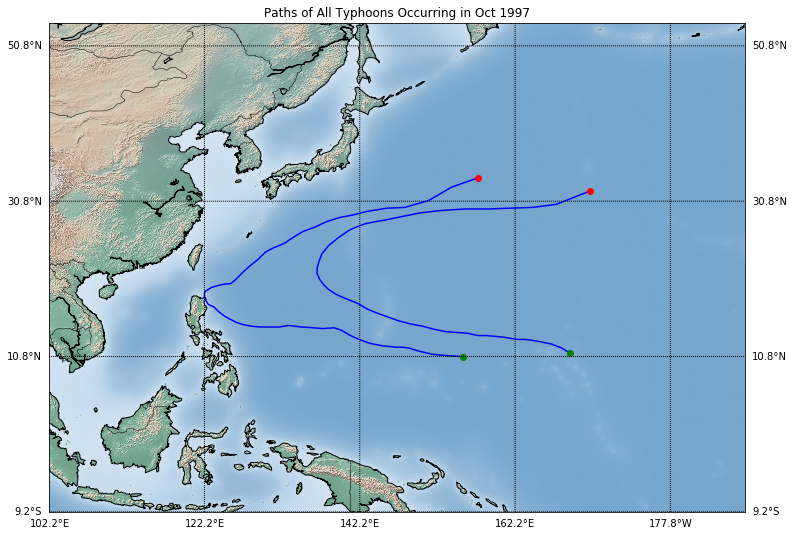 Paths of All Typhoons Occurring in Oct 1997
50.8°N 50.8°N
30.8°N 30.8°N
10.8°N 10.8°N
9.2°S 9.2°S
102.2°E 122.2°E 142.2°E 162.2°E 177.8°W